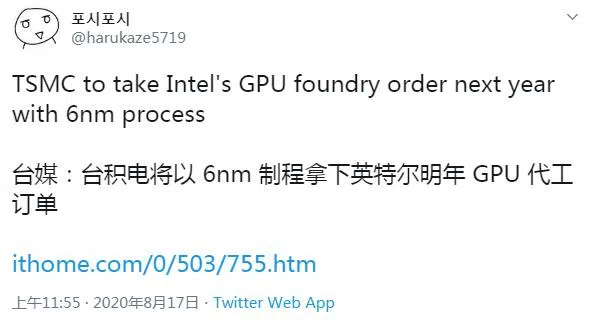 포시포시
@harukaze5719
TSMC to take Intel's GPU foundry order next year
with 6nm process
台媒：台积电将以 6nm 制程拿下英特尔明年 GPU 代工
订单
ithome.com/0/503/755.htm
上午11:55 · 2020年8月17日 · Twitter Web App